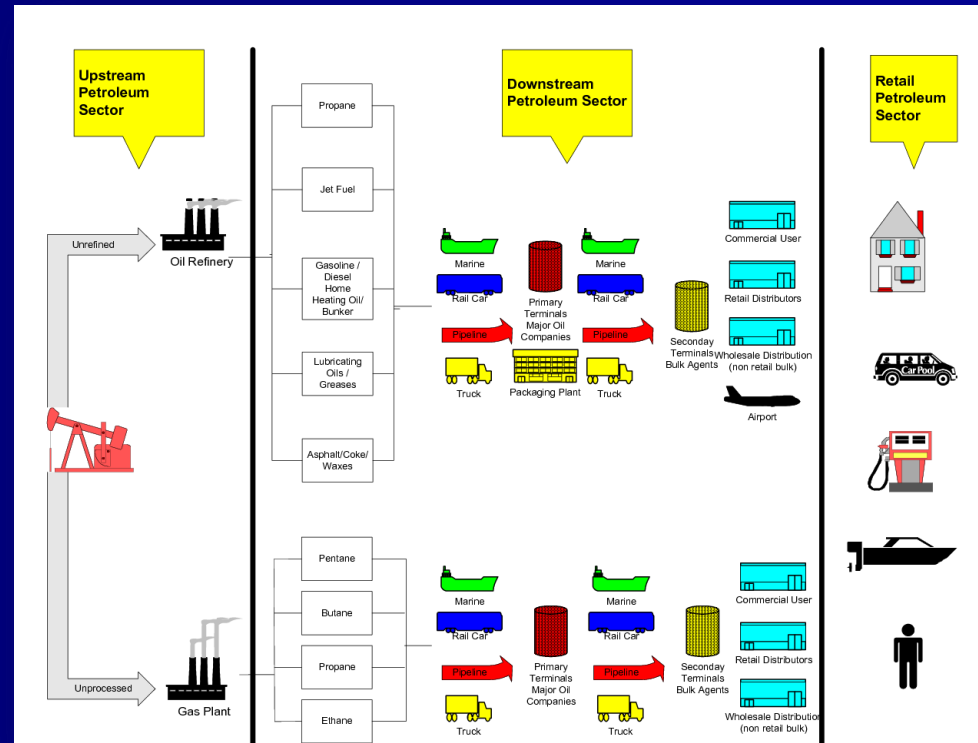 Upstream
Petroleum
Sector
Downstream
Petroleum Sector
Retail
Petroleum
Sector
Unrefined
Oil Refinery
Propane
Jet Fuel
Gasoline /
Diesel
Home
Heating Oil/
Bunker
Lubricating
Oils /
Greases
Asphalt/Coke/
Waxes
Marine
Rail Car
Pipeline
Truck
Primary
Terminals
Major Oil
Companies
Packaging Plant
Marine
Rail Car
Pipeline
Truck
Seconday
Terminals
Bulk Agents
Commercial User
Retail Distributors
Wholesale Distribution
(non retail bulk)
Airport
Car Pool
Unprocessed
Gas Plant
Pentane
Butane
Propane
Ethane
Marine
Rail Car
Pipeline
Truck
Primary
Terminals
Major Oil
Companies
Marine
Rail Car
Pipeline
Truck
Seconday
Terminals
Bulk Agents
Commercial User
Retail Distributors
Wholesale Distribution
(non retail bulk)